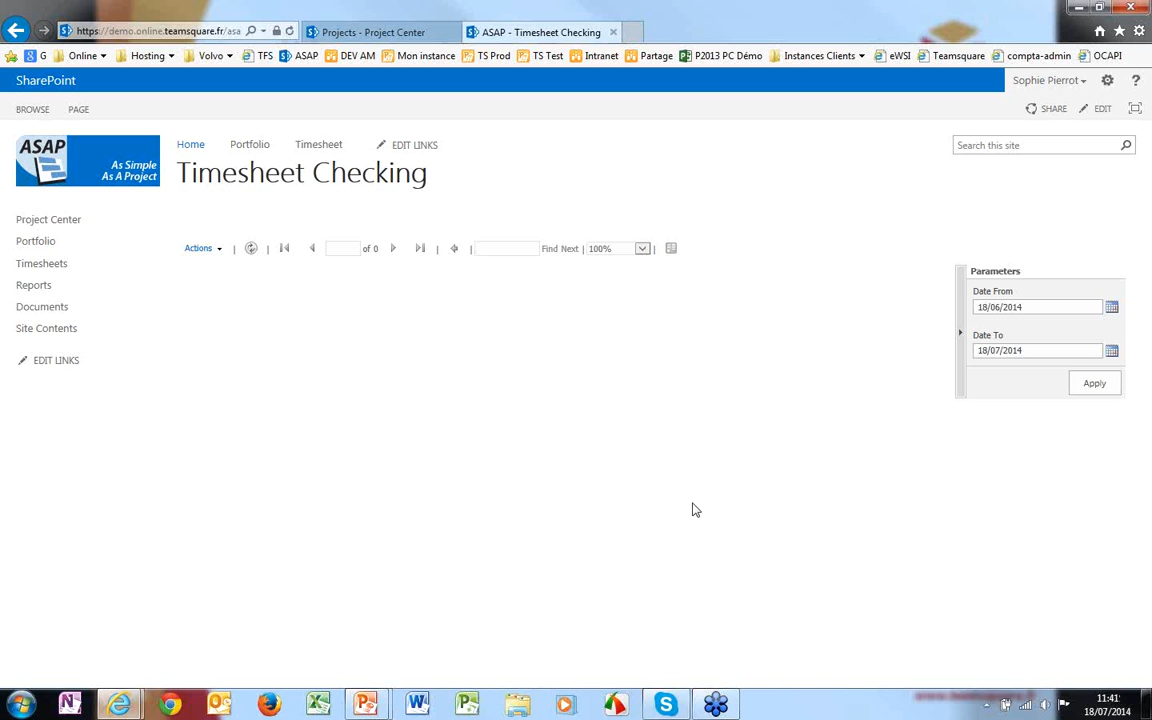 https://demo.online.teamsquare.fr/asa
Projects - Project Center
ASAP - Timesheet Checking
G
Online
Hosting
Volvo
TFS
ASAP
DEV AM
Mon instance
TS Prod
TS Test
Intranet
Partage
P2013 PC Démo
Instances Clients
eWSI
Teamsquare
compta-admin
OCAPI
SharePoint
Sophie Pierrot
?
BROWSE
PAGE
SHARE
EDIT
ASAP
As Simple
As A Project
Home
Portfolio
Timesheet
EDIT LINKS
Search this site
Timesheet Checking
Project Center
Portfolio
Timesheets
Reports
Documents
Site Contents
EDIT LINKS
Actions
of 0
Find Next
100%
Parameters
Date From
18/06/2014
Date To
18/07/2014
Apply
11:41
18/07/2014